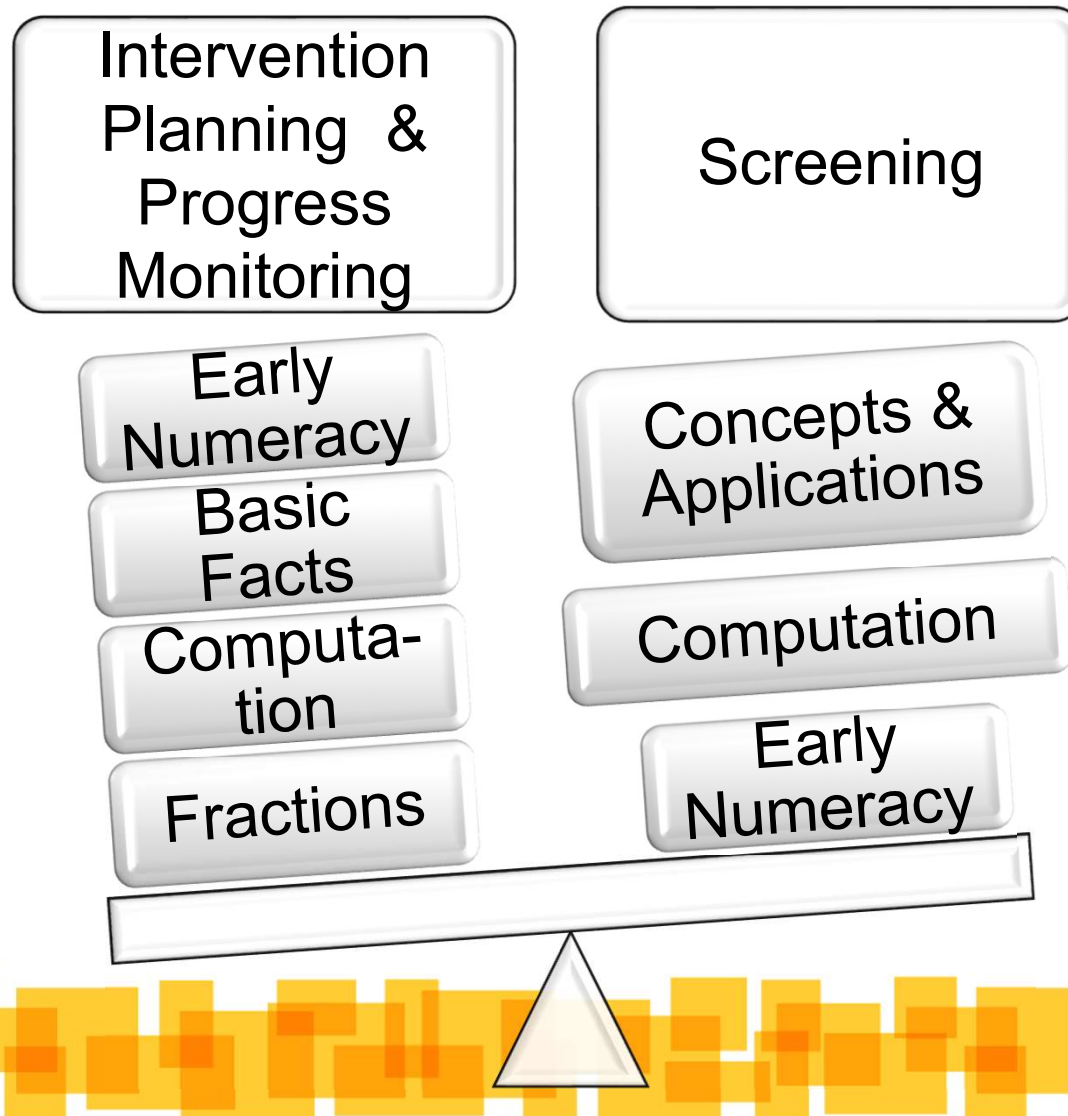 Intervention
Planning &
Progress
Monitoring
Early
Numeracy
Basic
Facts
Computa-
tion
Fractions
Screening
Concepts &
Applications
Computation
Early
Numeracy